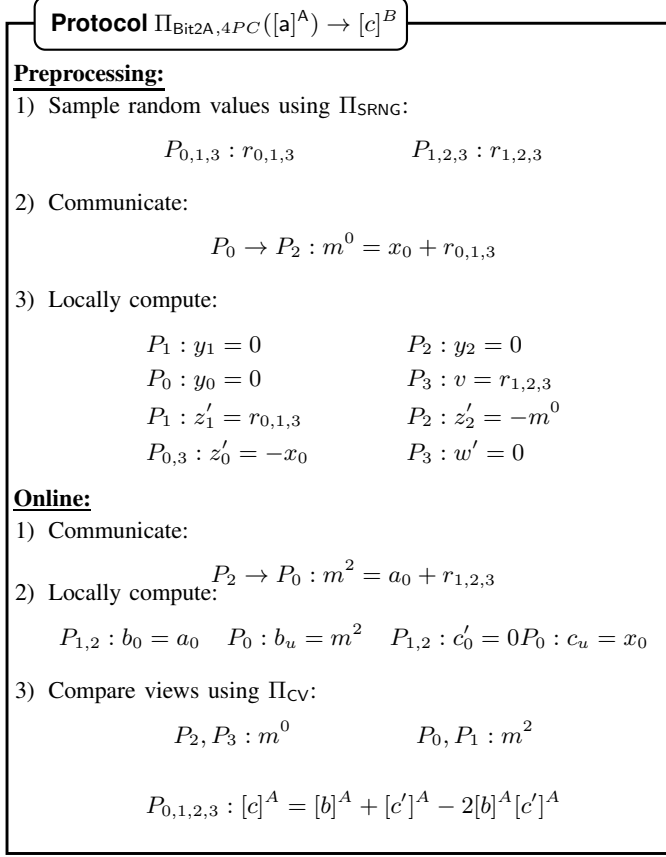 Protocol Π_{Bit2A,4PC}([a]^A) → [c]^B
Preprocessing:
1) Sample random values using Π_{SRNG}:
P_{0,1,3} : r_{0,1,3} P_{1,2,3} : r_{1,2,3}
2) Communicate:
P_0 → P_2 : m^0 = x_0 + r_{0,1,3}
3) Locally compute:
P_1 : y_1 = 0 P_2 : y_2 = 0
P_0 : y_0 = 0 P_3 : v = r_{1,2,3}
P_1 : z'_1 = r_{0,1,3} P_2 : z'_2 = −m^0
P_{0,3} : z'_0 = −x_0 P_3 : w' = 0
Online:
1) Communicate:
P_2 → P_0 : m^2 = a_0 + r_{1,2,3}
2) Locally compute:
P_{1,2} : b_0 = a_0 P_0 : b_u = m^2 P_{1,2} : c'_0 = 0P_0 : c_u = x_0
3) Compare views using Π_{CV}:
P_2, P_3 : m^0 P_0, P_1 : m^2
P_{0,1,2,3} : [c]^A = [b]^A + [c']^A − 2[b]^A[c']^A